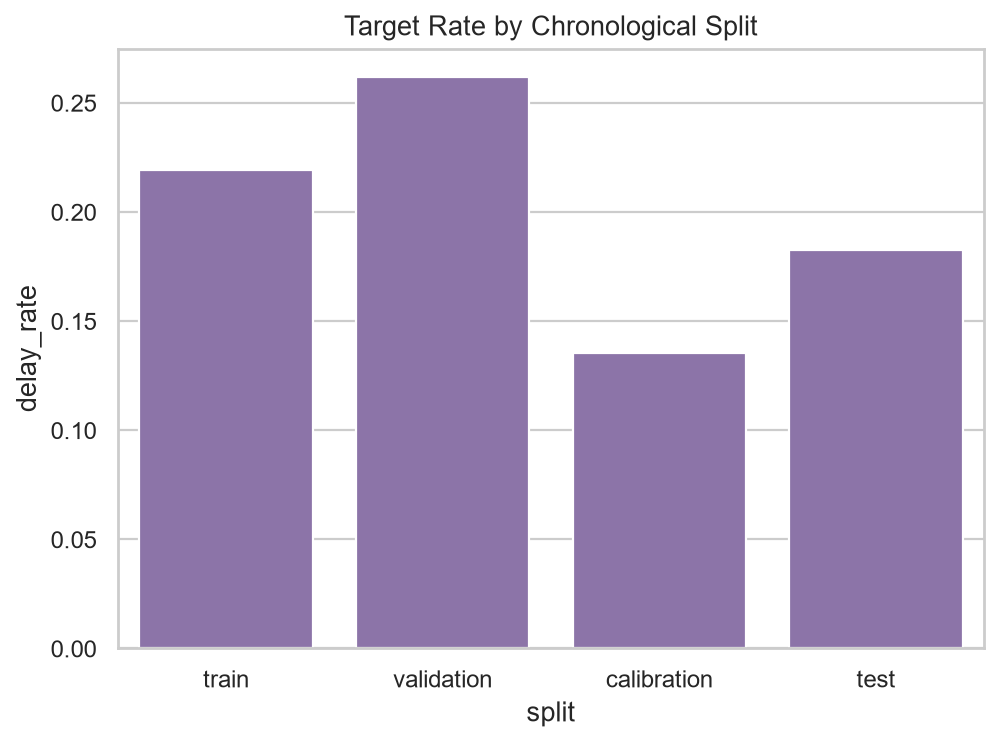 Target Rate by Chronological Split
delay_rate
0.25
0.20
0.15
0.10
0.05
0.00
train validation calibration test
split